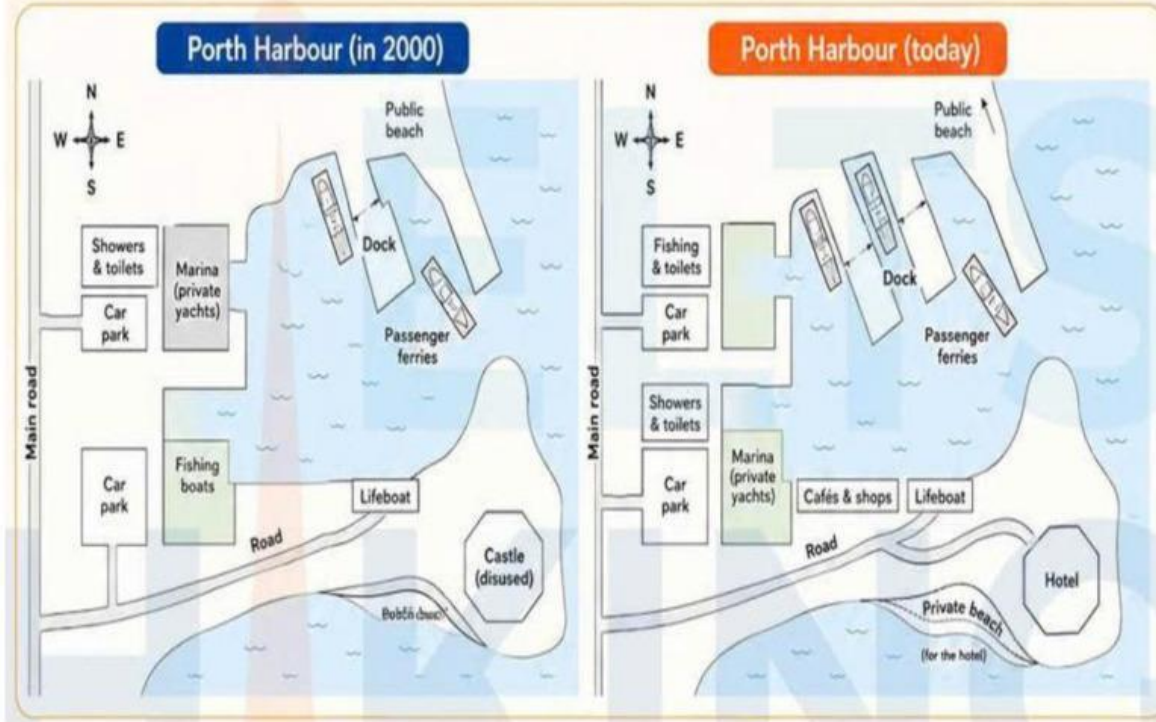 Porth Harbour (in 2000)
N
W
E
S
Public
beach
Showers
& toilets
Marina
(private
yachts)
Dock
Car
park
Passenger
ferries
Main road
Car
park
Fishing
boats
Lifeboat
Road
Castle
(disused)
Porth Harbour (today)
N
W
E
S
Public
beach
Fishing
& toilets
Dock
Car
park
Passenger
ferries
Main road
Showers
& toilets
Car
park
Marina
(private
yachts)
Cafés & shops
Lifeboat
Road
Hotel
Private beach
(for the hotel)